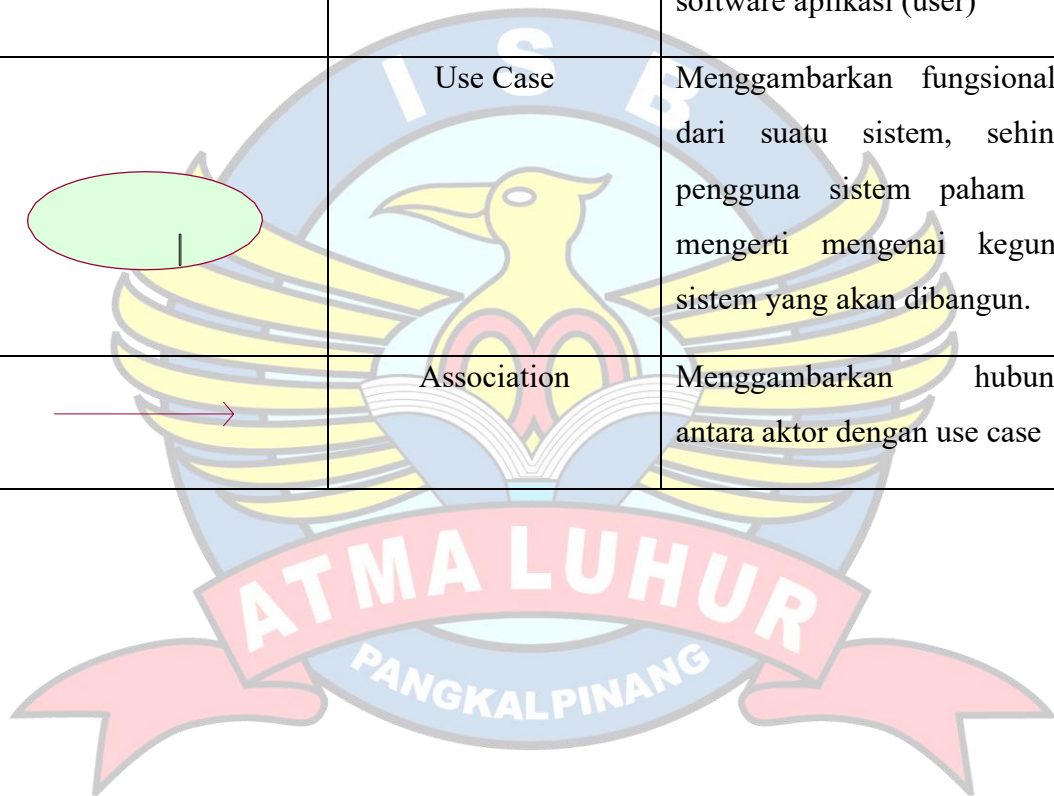 software aplikasi (user)
Use Case
Menggambarkan fungsional
dari suatu sistem, sehin
pengguna sistem paham
mengerti mengenai kegun
sistem yang akan dibangun.
Association
Menggambarkan hubun
antara aktor dengan use case
I S B
ATMA LUHUR
PANGKALPINANG